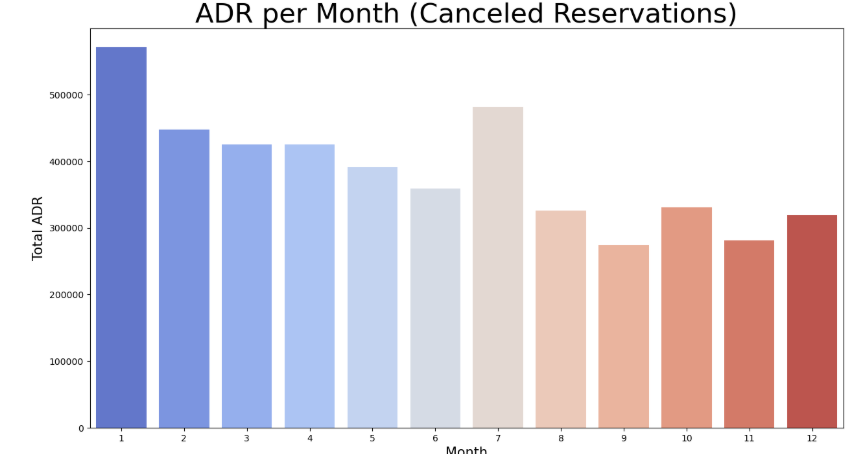 ADR per Month (Canceled Reservations)
500000
400000
300000
200000
100000
0
Total ADR
1 2 3 4 5 6 7 8 9 10 11 12
Month